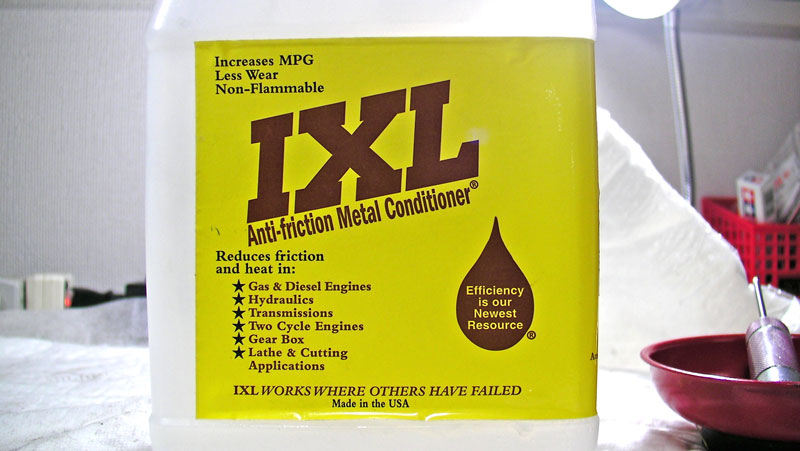 Increases MPG
Less Wear
Non-Flammable
IXL
Anti-friction Metal Conditioner®
Reduces friction
and heat in:
★ Gas & Diesel Engines
★ Hydraulics
★ Transmissions
★ Two Cycle Engines
★ Gear Box
★ Lathe & Cutting
Applications
Efficiency
is our
Newest
Resource®
IXL WORKS WHERE OTHERS HAVE FAILED
Made in the USA